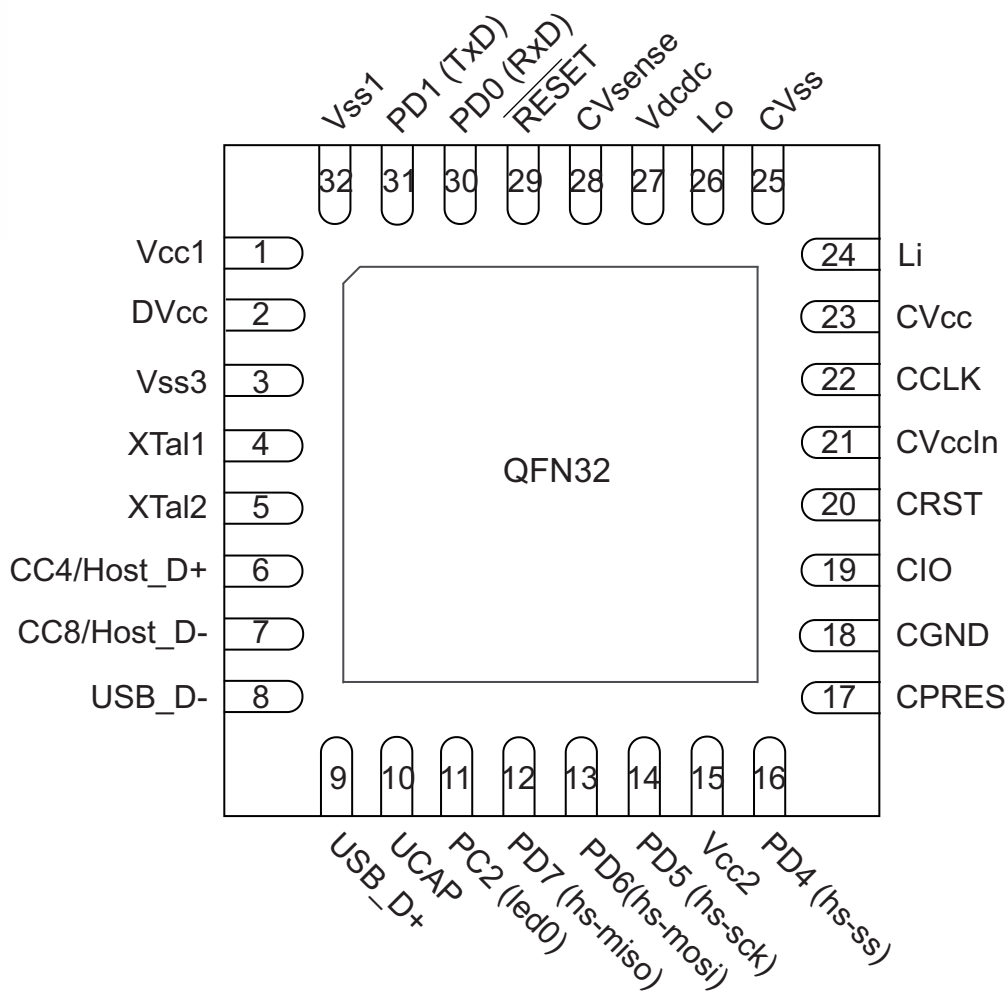 Vss1
PD1 (TxD)
PD0 (RxD)
RESET
CVsense
Vdcdc
Lo
CVss
32 31 30 29 28 27 26 25
Vcc1 1
DVcc 2
Vss3 3
XTal1 4
XTal2 5
CC4/Host_D+ 6
CC8/Host_D- 7
USB_D- 8
QFN32
24 Li
23 CVcc
22 CCLK
21 CVccIn
20 CRST
19 CIO
18 CGND
17 CPRES
9 10 11 12 13 14 15 16
USB_D+
UCAP
PC2 (led0)
PD7 (hs-miso)
PD6(hs-mosi)
PD5 (hs-sck)
Vcc2
PD4 (hs-ss)